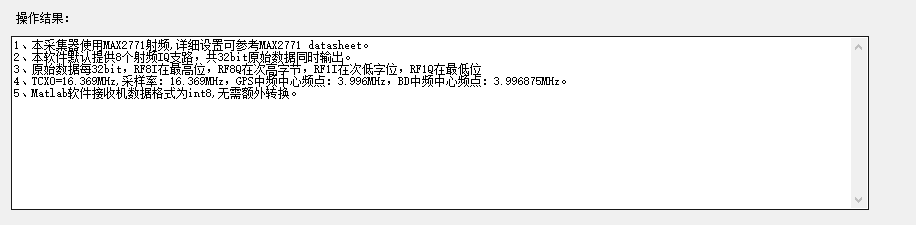 操作结果:
1、本采集器使用MAX2771射频,详细设置可参考MAX2771 datasheet。
2、本软件默认提供8个射频IQ支路，共32bit原始数据同时输出。
3、原始数据每32bit，RF8I在最高位，RF8Q在次高字节，RF1I在次低字位，RF1Q在最低位
4、TCXO=16.369MHz,采样率：16.369MHz，GPS中频中心频点：3.996MHz，BD中频中心频点：3.996875MHz。
5、Matlab软件接收机数据格式为int8,无需额外转换。